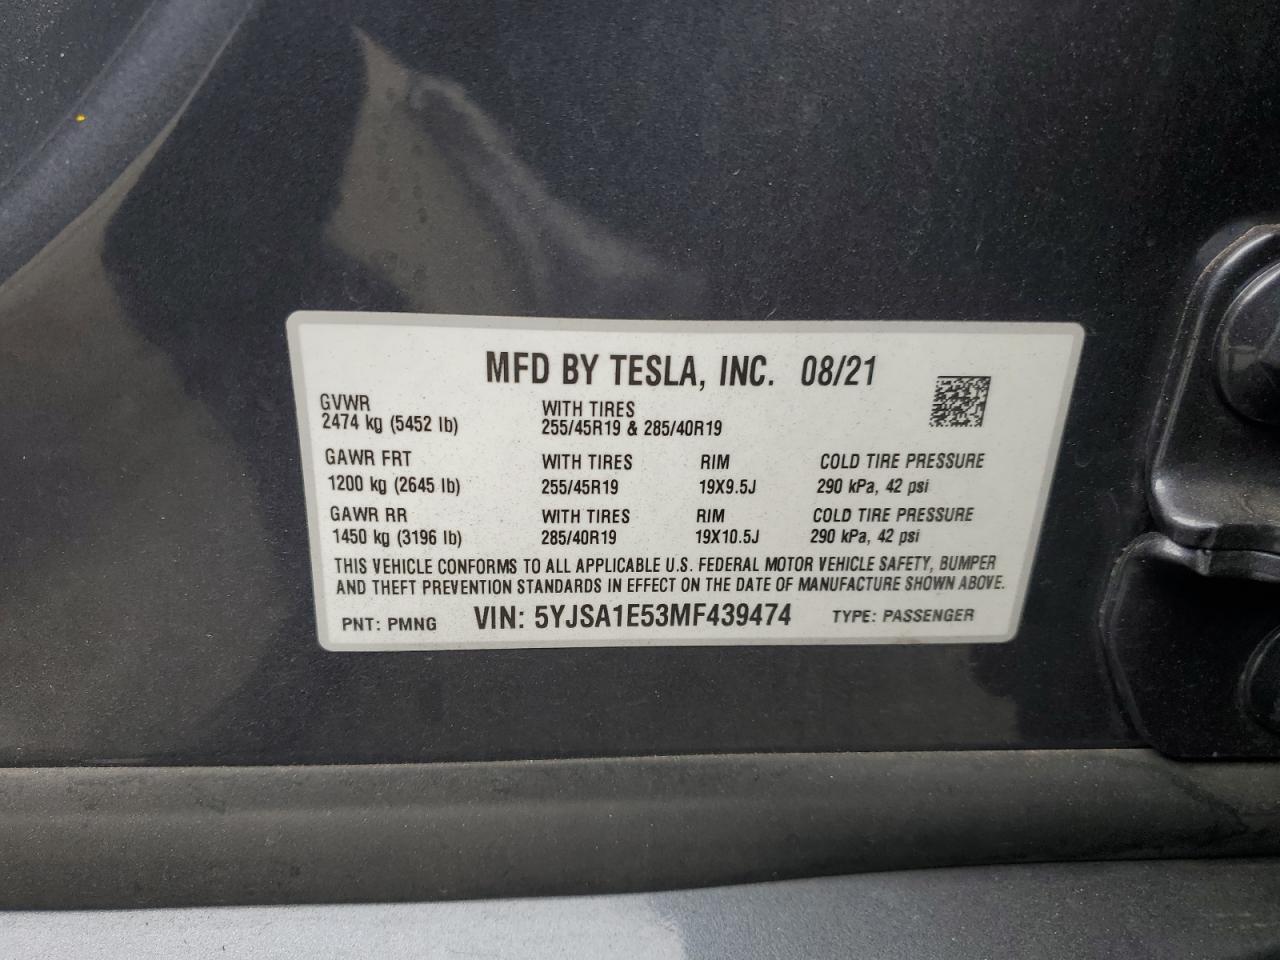 MFD BY TESLA, INC. 08/21
GVWR WITH TIRES
2474 kg (5452 lb) 255/45R19 & 285/40R19
GAWR FRT WITH TIRES RIM COLD TIRE PRESSURE
1200 kg (2645 lb) 255/45R19 19X9.5J 290 kPa, 42 psi
GAWR RR WITH TIRES RIM COLD TIRE PRESSURE
1450 kg (3196 lb) 285/40R19 19X10.5J 290 kPa, 42 psi
THIS VEHICLE CONFORMS TO ALL APPLICABLE U.S. FEDERAL MOTOR VEHICLE SAFETY, BUMPER
AND THEFT PREVENTION STANDARDS IN EFFECT ON THE DATE OF MANUFACTURE SHOWN ABOVE.
PNT: PMNG VIN: 5YJSA1E53MF439474 TYPE: PASSENGER